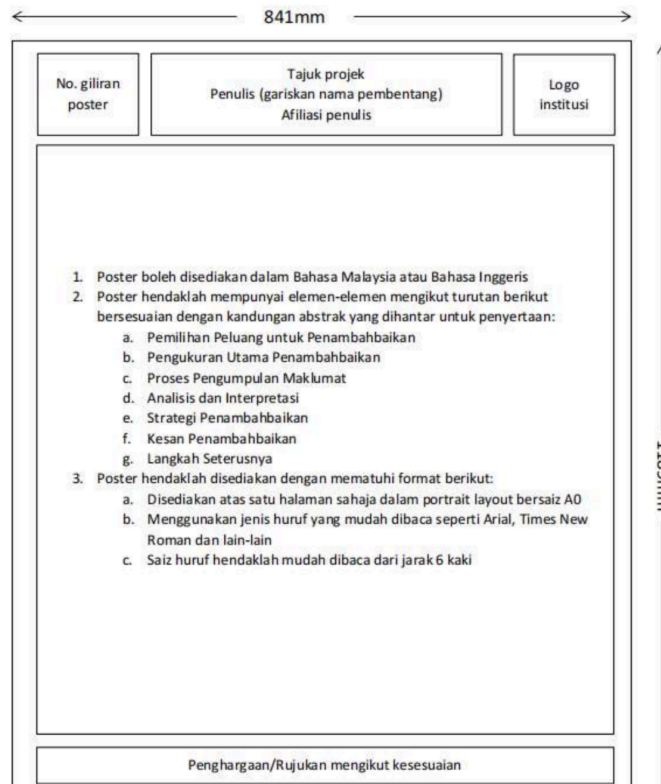 841mm
No. giliran
poster
Tajuk projek
Penulis (gariskan nama pembentang)
Afiliasi penulis
Logo
institusi
1. Poster boleh disediakan dalam Bahasa Malaysia atau Bahasa Inggeris
2. Poster hendaklah mempunyai elemen-elemen mengikut turutan berikut
bersesuaian dengan kandungan abstrak yang dihantar untuk penyertaan:
a. Pemilihan Peluang untuk Penambahbaikan
b. Pengukuran Utama Penambahbaikan
c. Proses Pengumpulan Maklumat
d. Analisis dan Interpretasi
e. Strategi Penambahbaikan
f. Kesan Penambahbaikan
g. Langkah Seterusnya
3. Poster hendaklah disediakan dengan mematuhi format berikut:
a. Disediakan atas satu halaman sahaja dalam portrait layout bersaiz A0
b. Menggunakan jenis huruf yang mudah dibaca seperti Arial, Times New
Roman dan lain-lain
c. Saiz huruf hendaklah mudah dibaca dari jarak 6 kaki
Penghargaan/Rujukan mengikut kesesuaian